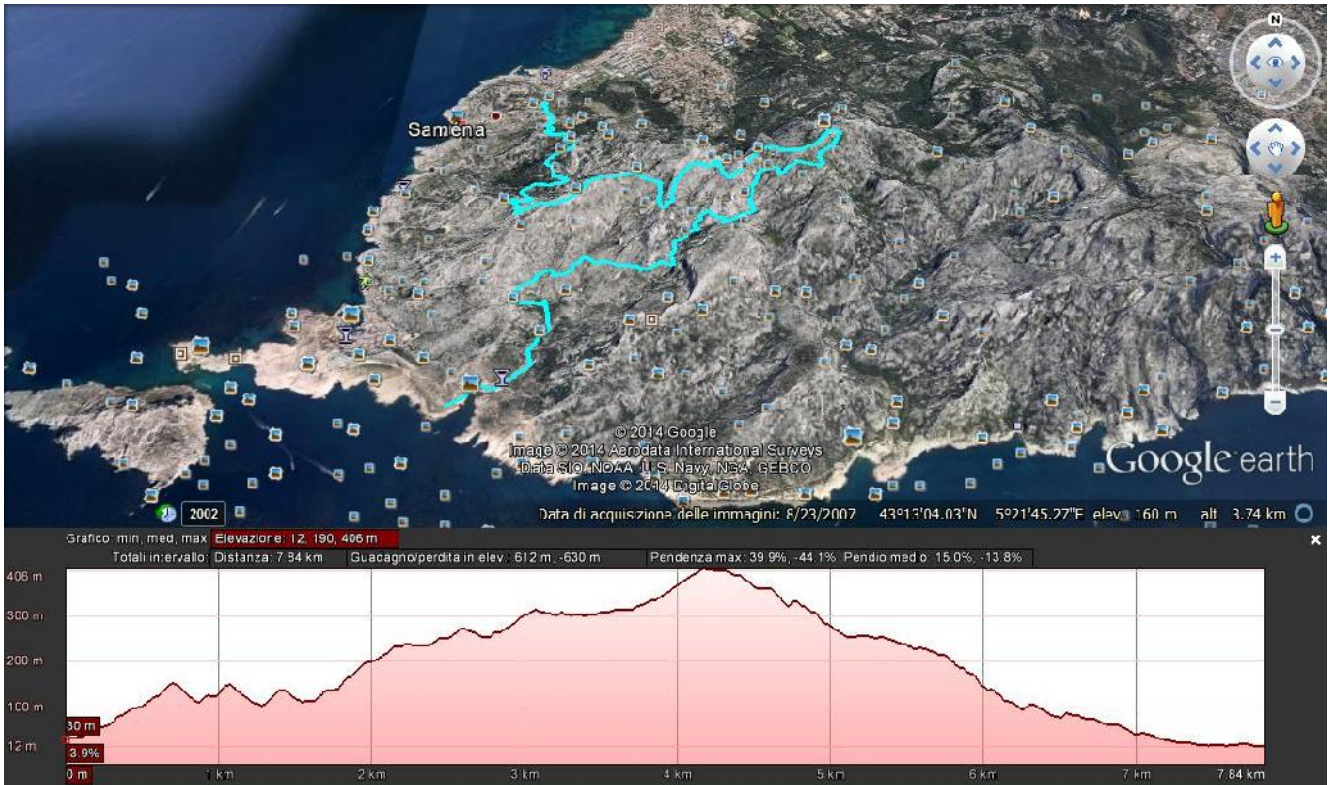 N
Samena
© 2014 Google
Image © 2014 Aerodata International Surveys
Data SIO, NOAA, U.S. Navy, NGA, GEBCO
Image © 2014 DigitalGlobe
Google earth
2002
Data di acquisizione delle immagini: 8/23/2007 43°13'04.03"N 5°21'45.27"E elev 160 m alt 3.74 km
Grafico: min, med, max Elevazione: 12, 190, 406 m
Totali intervallo: Distanza: 7.84 km Guadagno/perdita in elev.: 612 m, -630 m Pendenza max: 39.9%, -44.1% Pendio medio: 15.0%, -13.8%
406 m
300 m
200 m
100 m
30 m
12 m
3.9%
0 m 1 km 2 km 3 km 4 km 5 km 6 km 7 km 7.84 km